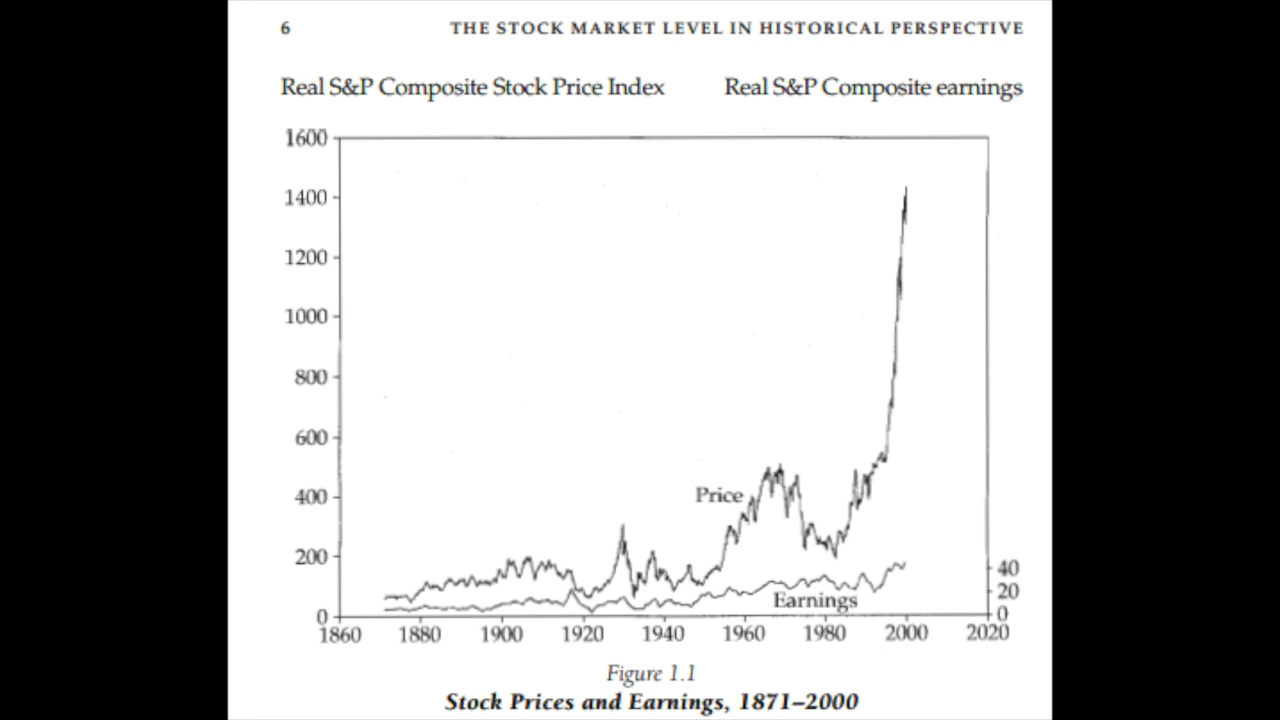 6 THE STOCK MARKET LEVEL IN HISTORICAL PERSPECTIVE
Real S&P Composite Stock Price Index Real S&P Composite earnings
1600
1400
1200
1000
800
600
400
200
0
Price
Earnings
40
20
0
1860 1880 1900 1920 1940 1960 1980 2000 2020
Figure 1.1
Stock Prices and Earnings, 1871–2000